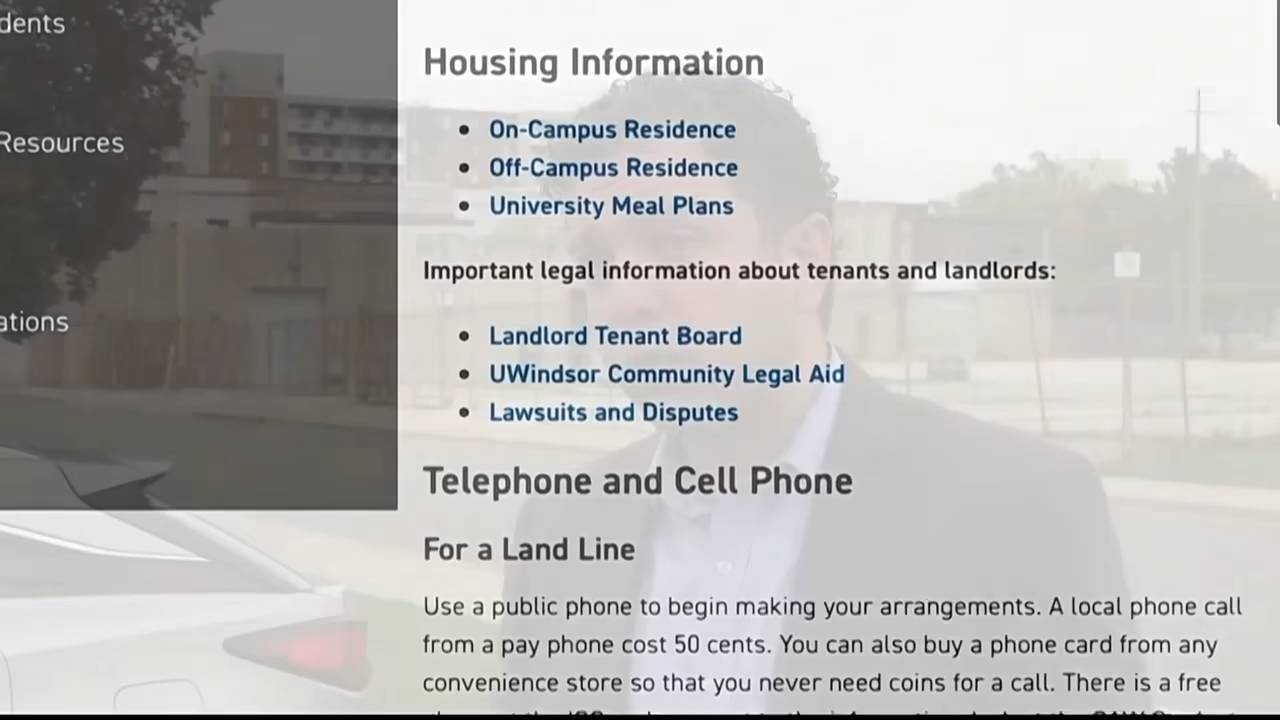 dents
Resources
ations
Housing Information
On-Campus Residence
Off-Campus Residence
University Meal Plans
Important legal information about tenants and landlords:
Landlord Tenant Board
UWindsor Community Legal Aid
Lawsuits and Disputes
Telephone and Cell Phone
For a Land Line
Use a public phone to begin making your arrangements. A local phone call
from a pay phone cost 50 cents. You can also buy a phone card from any
convenience store so that you never need coins for a call. There is a free